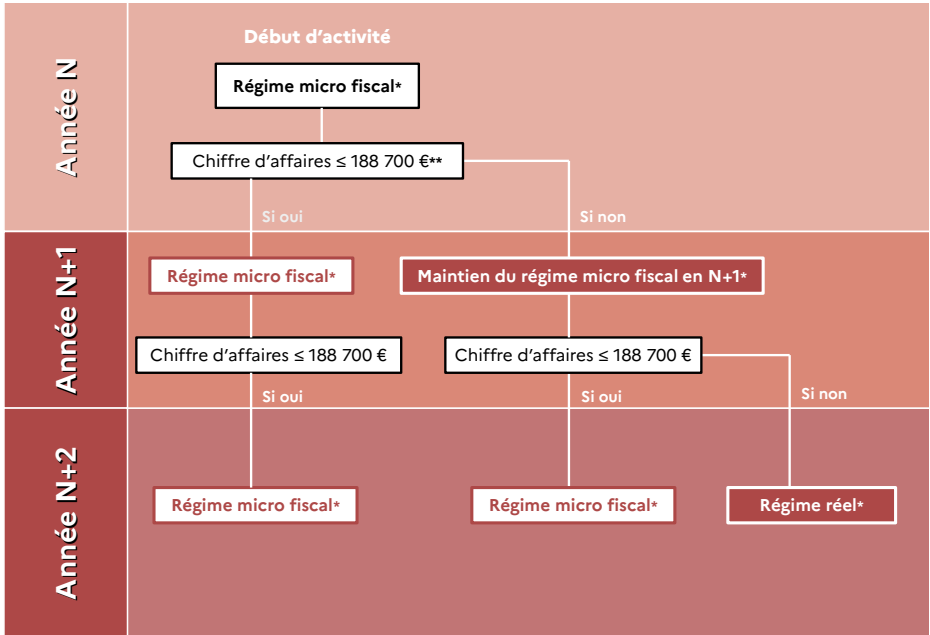 Année N
Début d'activité
Régime micro fiscal*
Chiffre d'affaires ≤ 188 700 €**
Si oui
Si non
Année N+1
Régime micro fiscal*
Maintien du régime micro fiscal en N+1*
Chiffre d'affaires ≤ 188 700 €
Chiffre d'affaires ≤ 188 700 €
Si oui
Si oui
Si non
Année N+2
Régime micro fiscal*
Régime micro fiscal*
Régime réel*